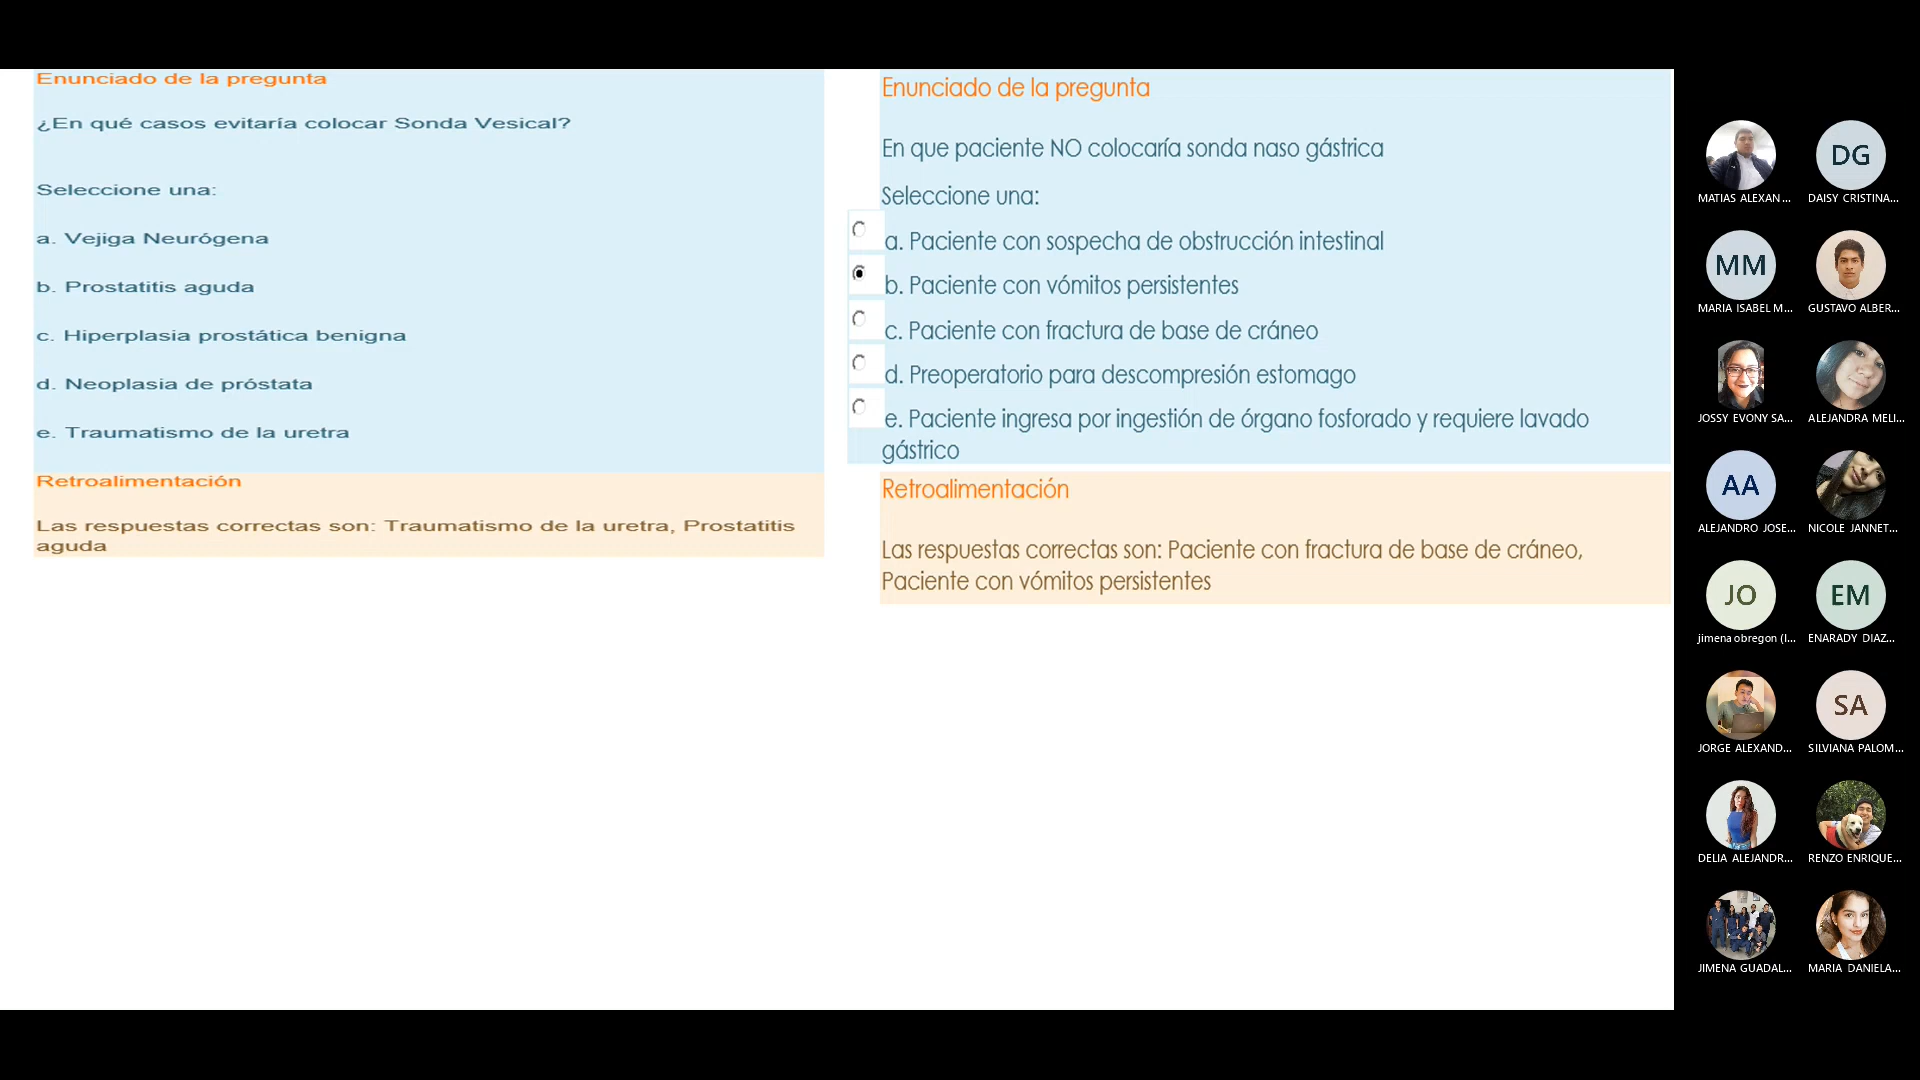 Enunciado de la pregunta
¿En qué casos evitaría colocar Sonda Vesical?
Seleccione una:
a. Vejiga Neurógena
b. Prostatitis aguda
c. Hiperplasia prostática benigna
d. Neoplasia de próstata
e. Traumatismo de la uretra
Retroalimentación
Las respuestas correctas son: Traumatismo de la uretra, Prostatitis
aguda
Enunciado de la pregunta
En que paciente NO colocaría sonda naso gástrica
Seleccione una:
a. Paciente con sospecha de obstrucción intestinal
b. Paciente con vómitos persistentes
c. Paciente con fractura de base de cráneo
d. Preoperatorio para descompresión estomago
e. Paciente ingresa por ingestión de órgano fosforado y requiere lavado
gástrico
Retroalimentación
Las respuestas correctas son: Paciente con fractura de base de cráneo,
Paciente con vómitos persistentes
MATIAS ALEXAN...
DG
DAISY CRISTINA...
MM
MARIA ISABEL M...
GUSTAVO ALBER...
JOSSY EVONY SA...
ALEJANDRA MELI...
AA
ALEJANDRO JOSE...
NICOLE JANNET...
JO
jimena obregon (I...
EM
ENARADY DIAZ...
JORGE ALEXAND...
SA
SILVIANA PALOM...
DELIA ALEJANDR...
RENZO ENRIQUE...
JIMENA GUADAL...
MARIA DANIELA...